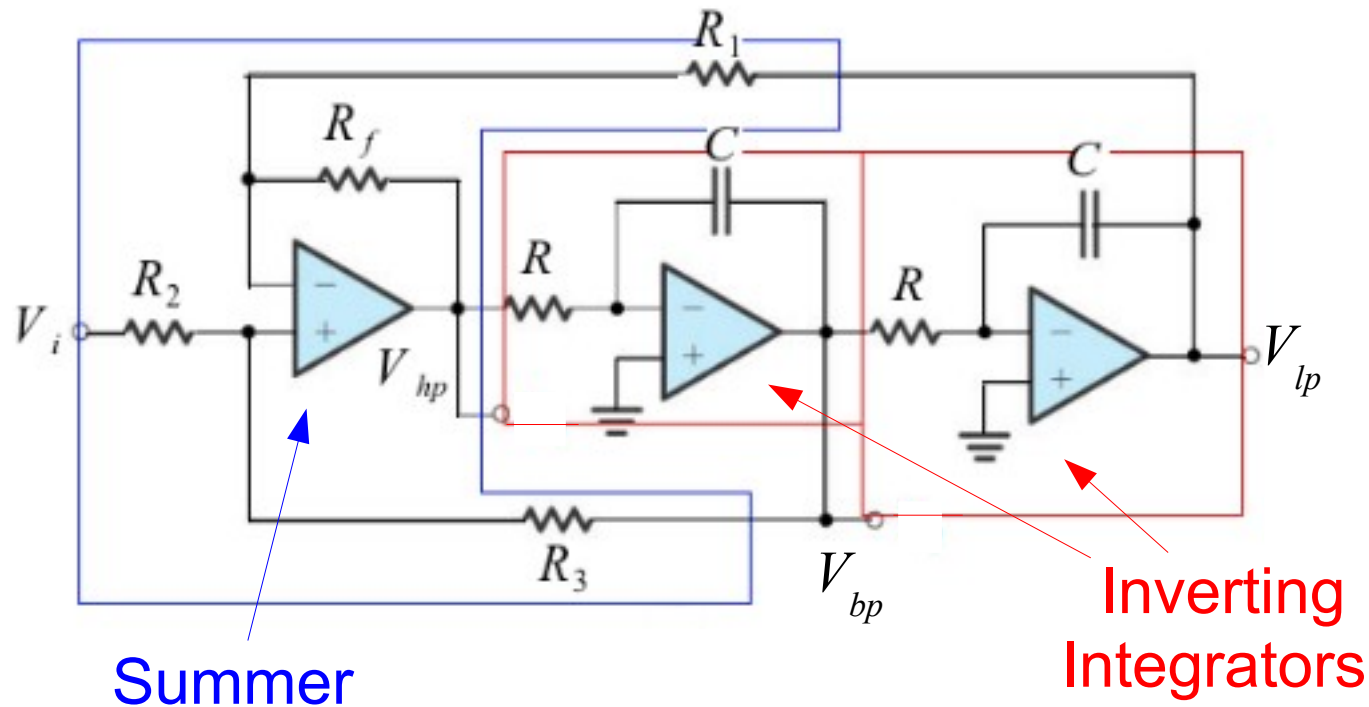 R1
Rf
C
C
R2
R
R
Vi
−
+
−
+
−
+
Vhp
Vlp
R3
Vbp
Inverting
Integrators
Summer